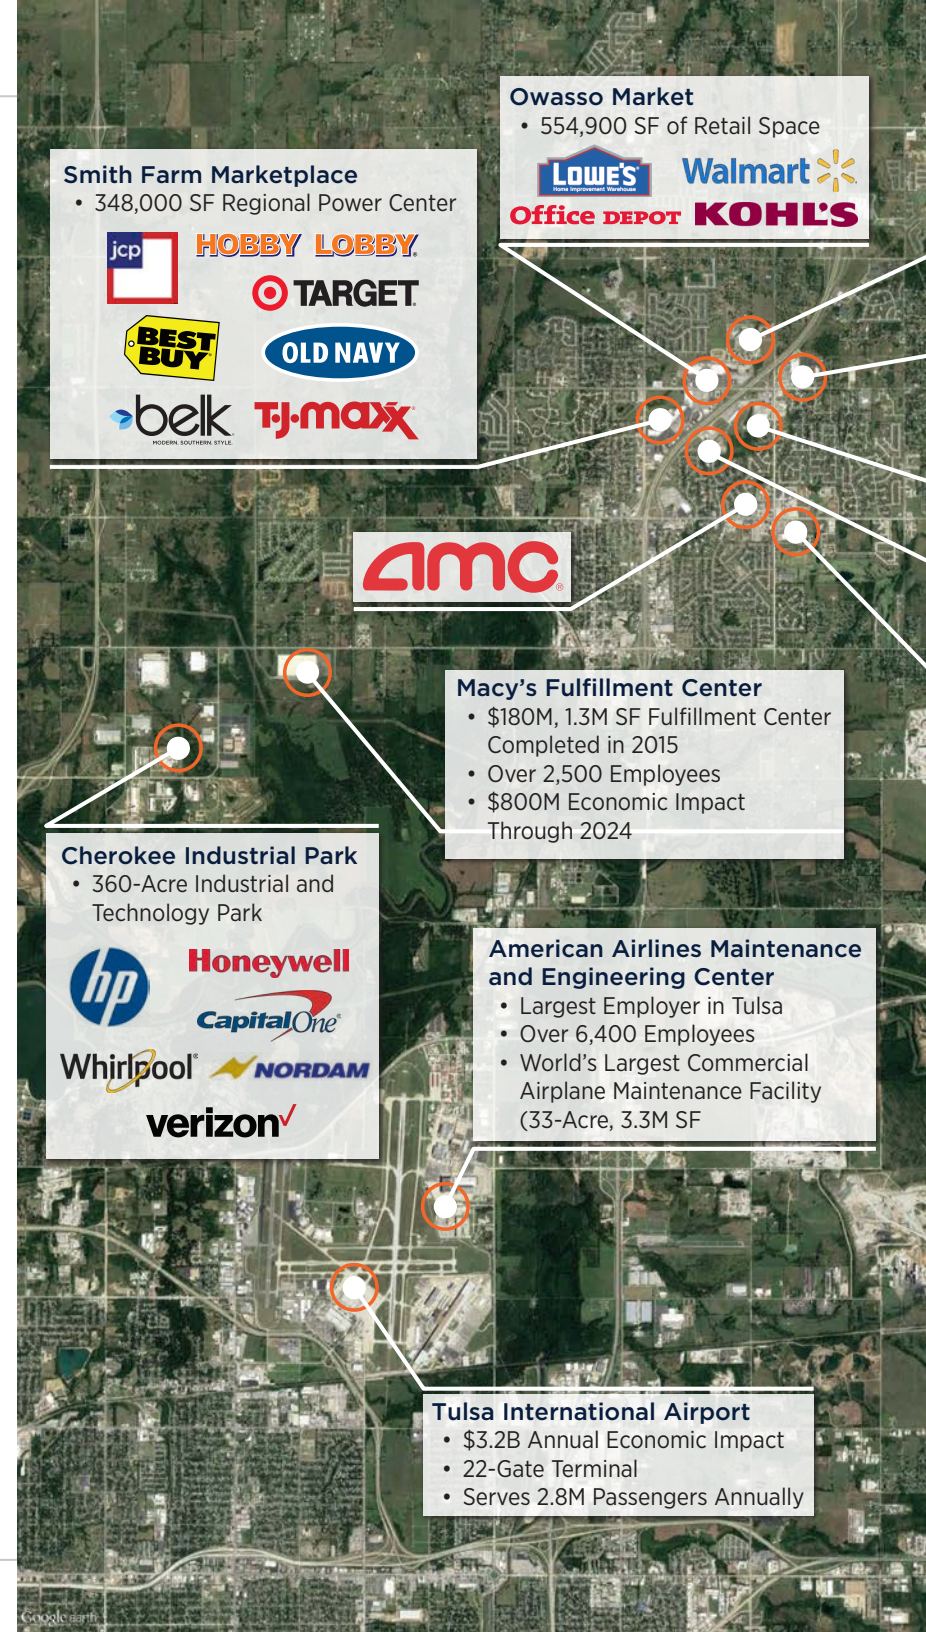 Owasso Market
• 554,900 SF of Retail Space
LOWE'S
Home Improvement Warehouse
Walmart
Office DEPOT
KOHL'S
Smith Farm Marketplace
• 348,000 SF Regional Power Center
jcp
HOBBY LOBBY®
TARGET
BEST BUY
OLD NAVY
belk
MODERN. SOUTHERN. STYLE.
T·J·maxx
amc®
Macy’s Fulfillment Center
• $180M, 1.3M SF Fulfillment Center
Completed in 2015
• Over 2,500 Employees
• $800M Economic Impact
Through 2024
Cherokee Industrial Park
• 360-Acre Industrial and
Technology Park
hp
Honeywell
Capital One®
Whirlpool®
NORDAM
verizon
American Airlines Maintenance
and Engineering Center
• Largest Employer in Tulsa
• Over 6,400 Employees
• World’s Largest Commercial
Airplane Maintenance Facility
(33-Acre, 3.3M SF
Tulsa International Airport
• $3.2B Annual Economic Impact
• 22-Gate Terminal
• Serves 2.8M Passengers Annually
Google earth